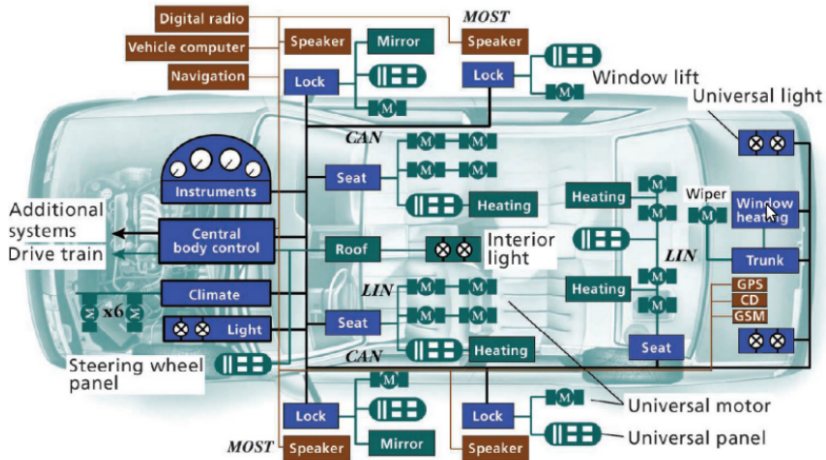 Digital radio
MOST
Vehicle computer
Speaker
Mirror
Speaker
Navigation
Lock
Lock
M
M
Window lift
Universal light
CAN
M
M
Instruments
Seat
M
M
Heating
Heating
M
M
Wiper
M
Window
heating
Additional
systems
Drive train
Central
body control
Roof
Interior
light
LIN
Trunk
Climate
LIN
M
M
Heating
M
GPS
CD
GSM
M
x6
M
Light
Seat
M
M
M
CAN
Heating
Seat
Steering wheel
panel
M
Lock
Lock
M
Universal motor
MOST
Speaker
Mirror
Speaker
Universal panel